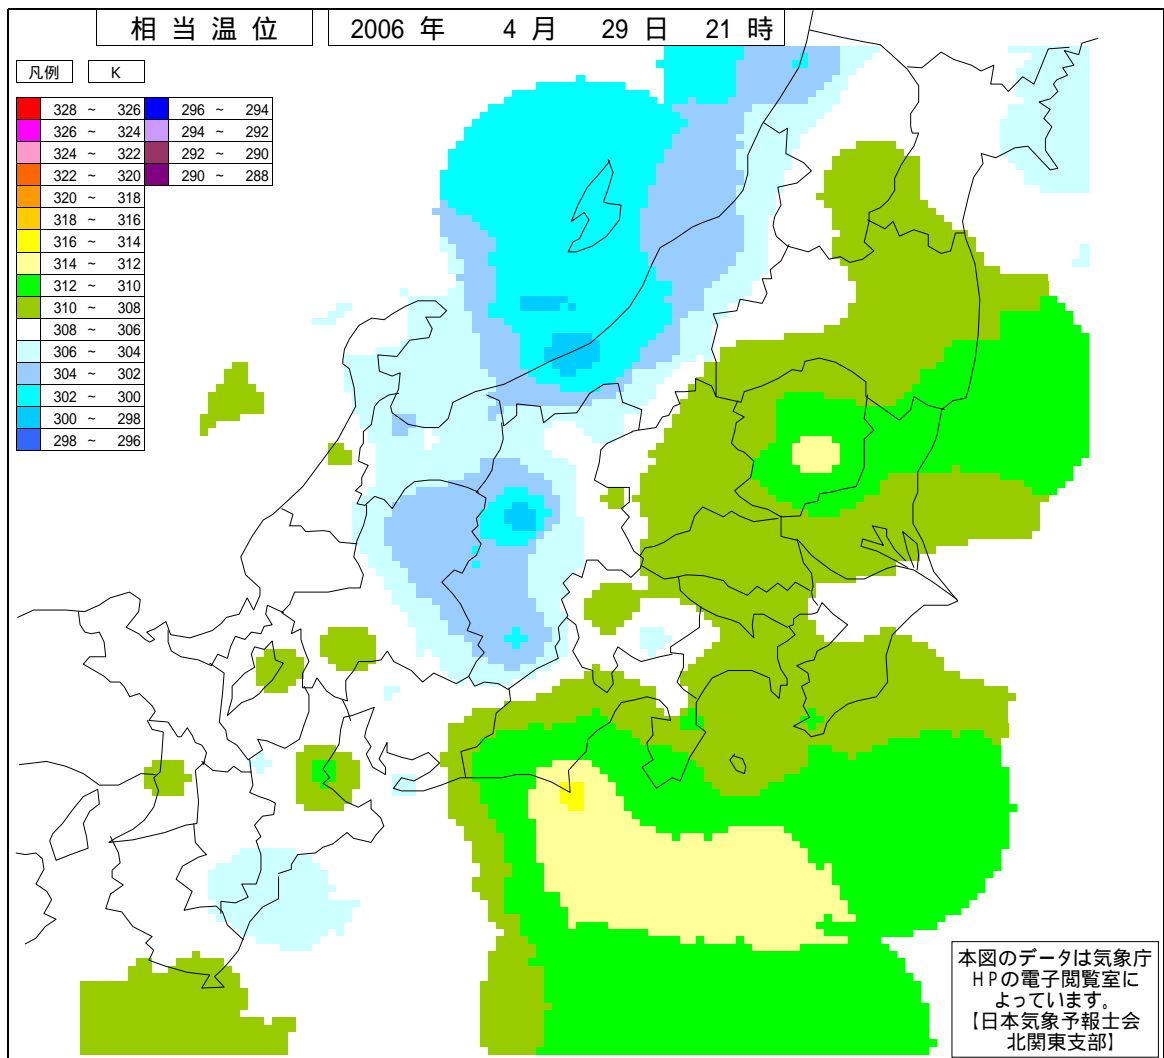 相当温位
2006 年 4 月 29 日 21 時
凡例 K
328 ～ 326 296 ～ 294
326 ～ 324 294 ～ 292
324 ～ 322 292 ～ 290
322 ～ 320 290 ～ 288
320 ～ 318
318 ～ 316
316 ～ 314
314 ～ 312
312 ～ 310
310 ～ 308
308 ～ 306
306 ～ 304
304 ～ 302
302 ～ 300
300 ～ 298
298 ～ 296
本図のデータは気象庁
HPの電子閲覧室に
よっています。
【日本気象予報士会
北関東支部】